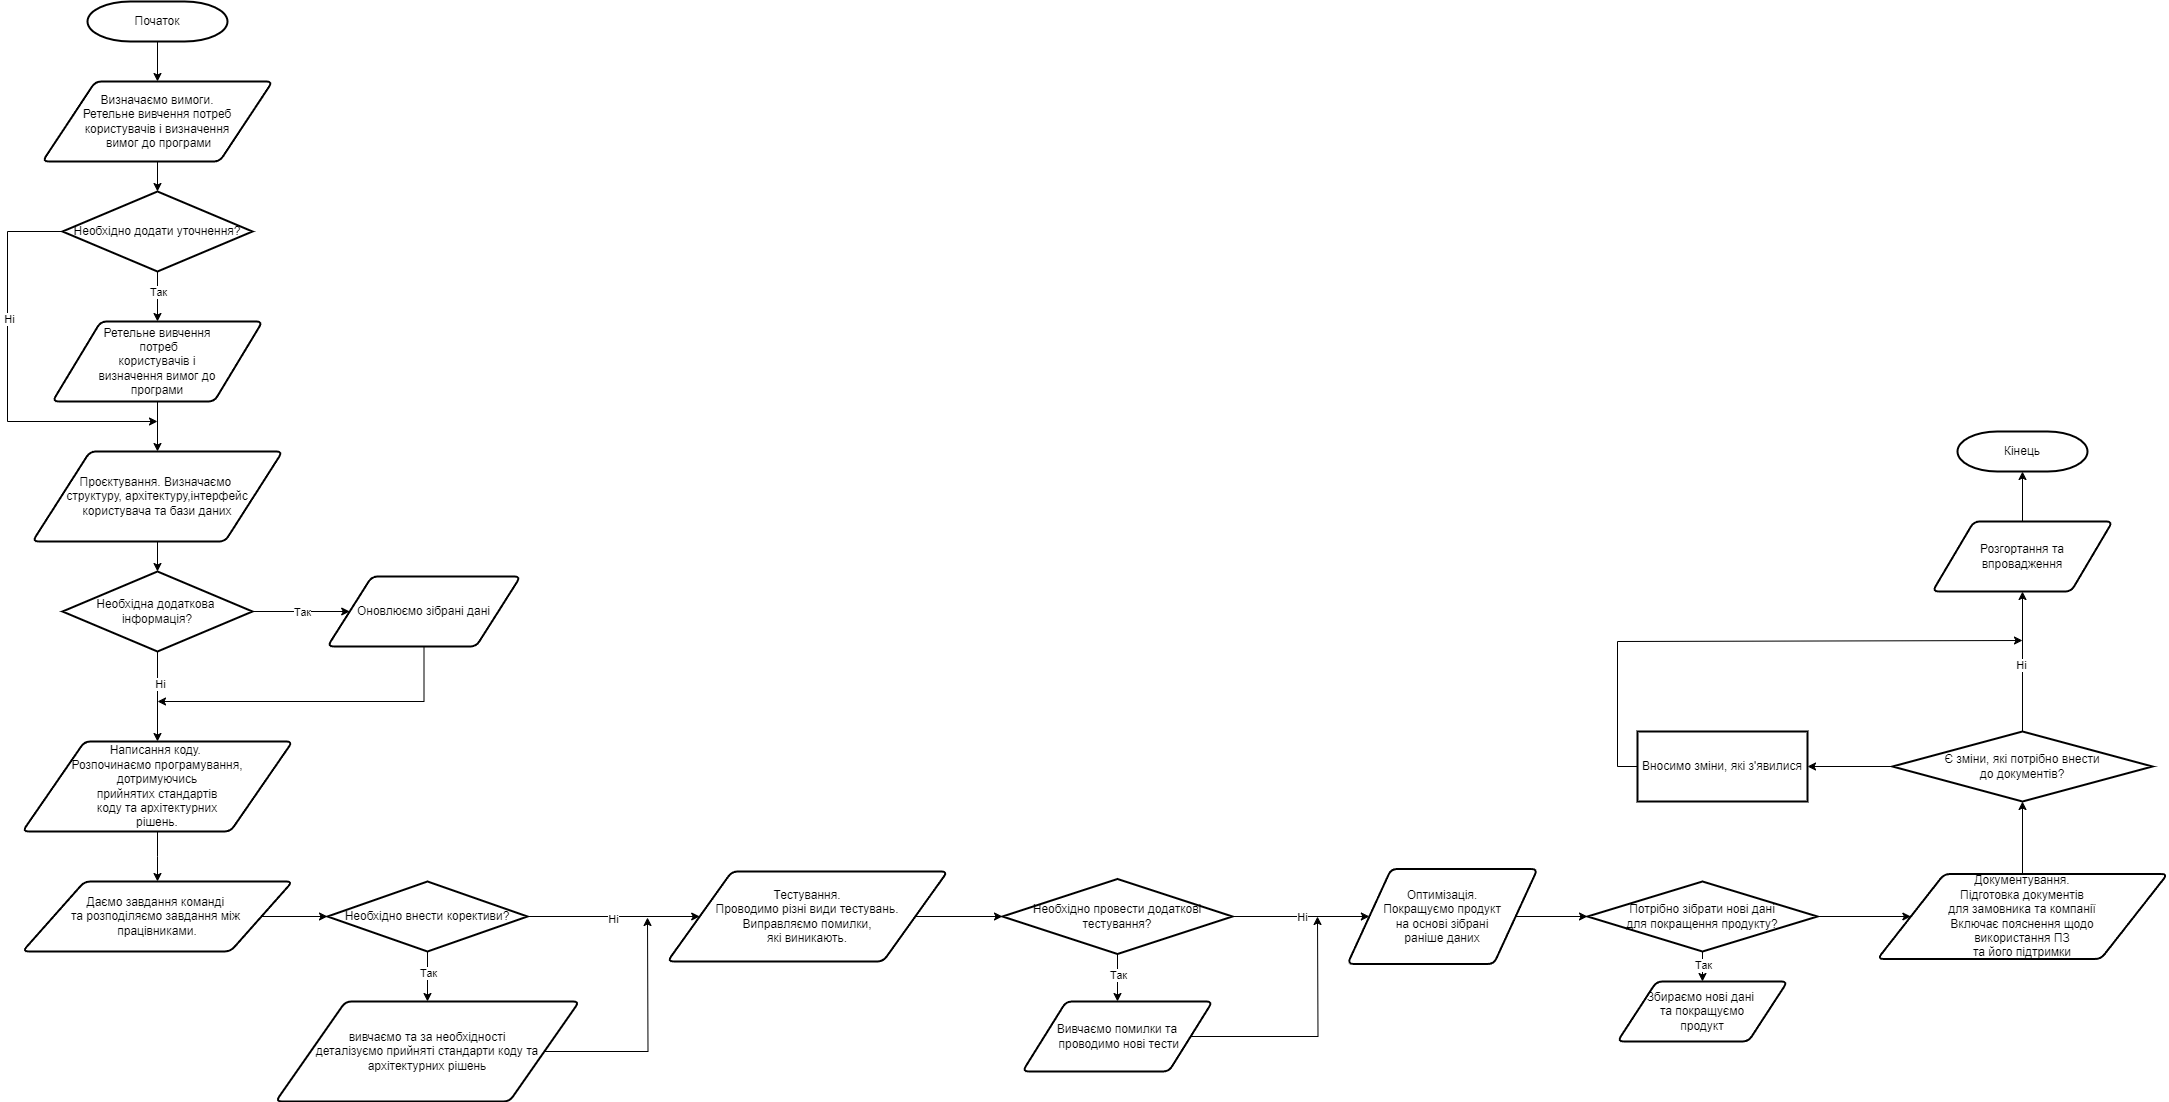 Початок
Визначаємо вимоги.
Ретельне вивчення потреб
користувачів і визначення
вимог до програми
Необхідно додати уточнення?
Так
Ні
Ретельне вивчення
потреб
користувачів і
визначення вимог до
програми
Проєктування. Визначаємо
структуру, архітектуру,інтерфейс
користувача та бази даних
Необхідна додаткова
інформація?
Так
Оновлюємо зібрані дані
Ні
Написання коду.
Розпочинаємо програмування,
дотримуючись
прийнятих стандартів
коду та архітектурних
рішень.
Даємо завдання команді
та розподіляємо завдання між
працівниками.
Необхідно внести корективи?
Ні
Так
вивчаємо та за необхідності
деталізуємо прийняті стандарти коду та
архітектурних рішень
Тестування.
Проводимо різні види тестувань.
Виправляємо помилки,
які виникають.
Необхідно провести додаткові
тестування?
Ні
Так
Вивчаємо помилки та
проводимо нові тести
Оптимізація.
Покращуємо продукт
на основі зібрані
раніше даних
Потрібно зібрати нові дані
для покращення продукту?
Так
Збираємо нові дані
та покращуємо
продукт
Документування.
Підготовка документів
для замовника та компанії
Включає пояснення щодо
використання ПЗ
та його підтримки
Є зміни, які потрібно внести
до документів?
Вносимо зміни, які з'явилися
Ні
Розгортання та
впровадження
Кінець